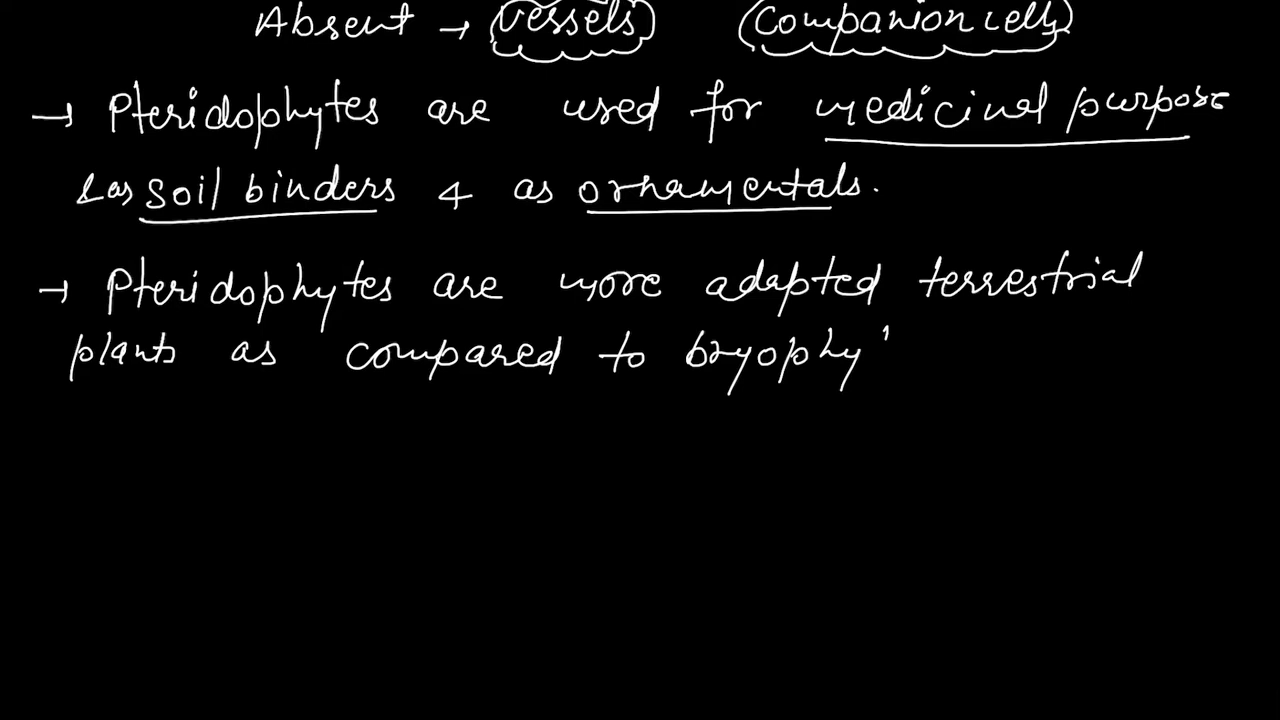 Absent → vessels companion cells
→ Pteridophytes are used for medicinal purpose
& as soil binders & as ornamentals.
→ Pteridophytes are more adapted terrestrial
plants as compared to bryophy